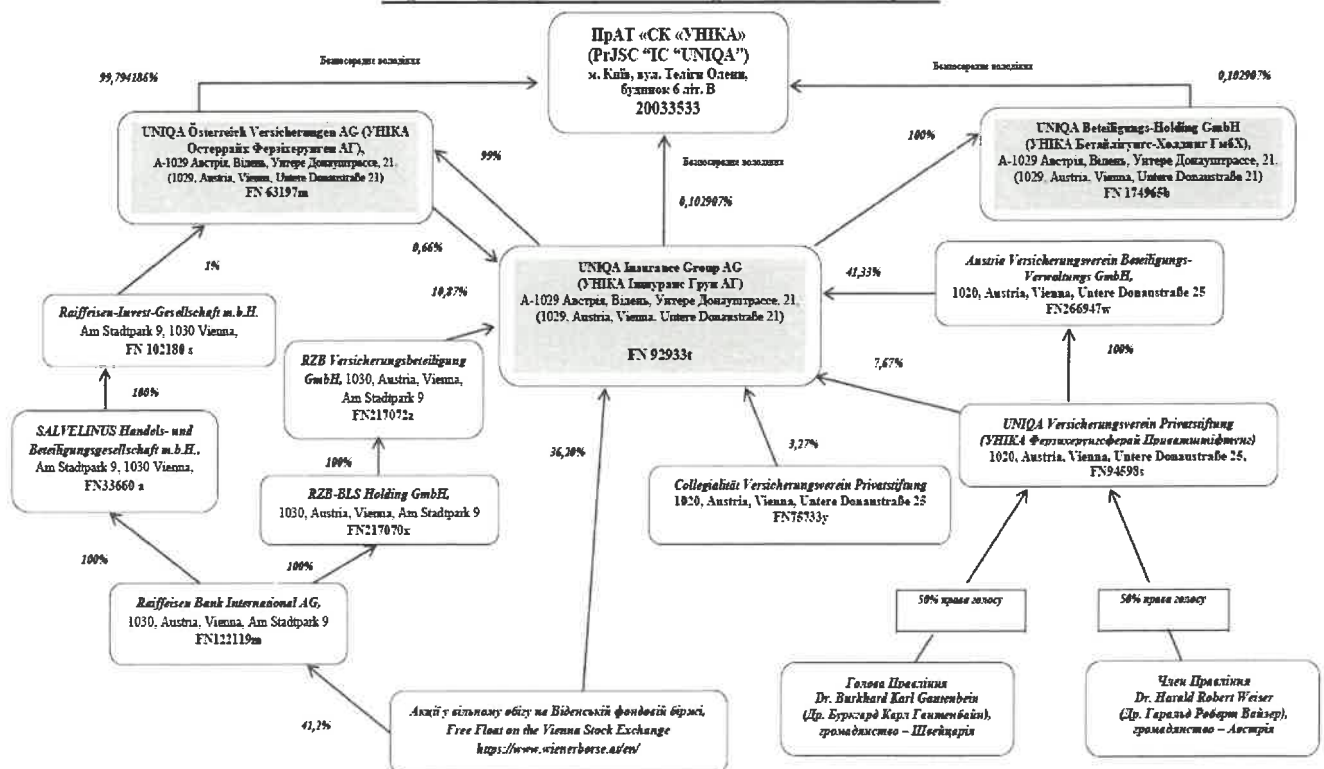 ПрАТ «СК «УНІКА»
(PrJSC “IC “UNIQA”)
м. Київ, вул. Теліги Олени,
будинок 6 літ. В
20033533
99,794186%
Безпосереднє володіння
Безпосереднє володіння
0,102907%
UNIQA Österreich Versicherungen AG (УНІКА
Остеррайх Ферзіхерунген АГ),
А-1029 Австрія, Відень, Унтере Донауштрассе, 21.
(1029, Austria, Vienna, Untere Donaustraße 21)
FN 63197m
99%
Безпосереднє володіння
0,102907%
100%
UNIQA Beteiligungs-Holding GmbH
(УНІКА Бетайлігунгс-Холдинг ГмбХ),
А-1029 Австрія, Відень, Унтере Донауштрассе, 21.
(1029, Austria, Vienna, Untere Donaustraße 21)
FN 174965b
0,66%
1%
10,87%
UNIQA Insurance Group AG
(УНІКА Іншуранс Груп АГ)
А-1029 Австрія, Відень, Унтере Донауштрассе, 21.
(1029, Austria, Vienna. Untere Donaustraße 21)
FN 92933t
41,33%
Austria Versicherungsverein Beteiligungs-
Verwaltungs GmbH,
1020, Austria, Vienna, Untere Donaustraße 25
FN266947w
Raiffeisen-Invest-Gesellschaft m.b.H.
Am Stadtpark 9, 1030 Vienna,
FN 102180 s
RZB Versicherungsbeteiligung
GmbH, 1030, Austria, Vienna,
Am Stadtpark 9
FN217072z
100%
7,67%
100%
SALVELINUS Handels- und
Beteiligungsgesellschaft m.b.H.,
Am Stadtpark 9, 1030 Vienna,
FN33660 a
100%
36,20%
3,27%
UNIQA Versicherungsverein Privatstiftung
(УНІКА Ферзіхерунгсферайн Приватштіфтунг)
1020, Austria, Vienna, Untere Donaustraße 25,
FN94598s
RZB-BLS Holding GmbH,
1030, Austria, Vienna, Am Stadtpark 9
FN217070x
Collegialität Versicherungsverein Privatstiftung
1020, Austria, Vienna, Untere Donaustraße 25
FN75733y
100%
100%
Raiffeisen Bank International AG,
1030, Austria, Vienna, Am Stadtpark 9
FN122119m
50% права голосу
50% права голосу
41,2%
Акції у вільному обігу на Віденській фондовій біржі,
Free Float on the Vienna Stock Exchange
https://www.wienerborse.at/en/
Голова Правління
Dr. Burkhard Karl Gantenbein
(Др. Буркгард Карл Гантенбайн),
громадянство – Швейцарія
Член Правління
Dr. Harald Robert Weiser
(Др. Гаральд Роберт Вайзер),
громадянство – Австрія